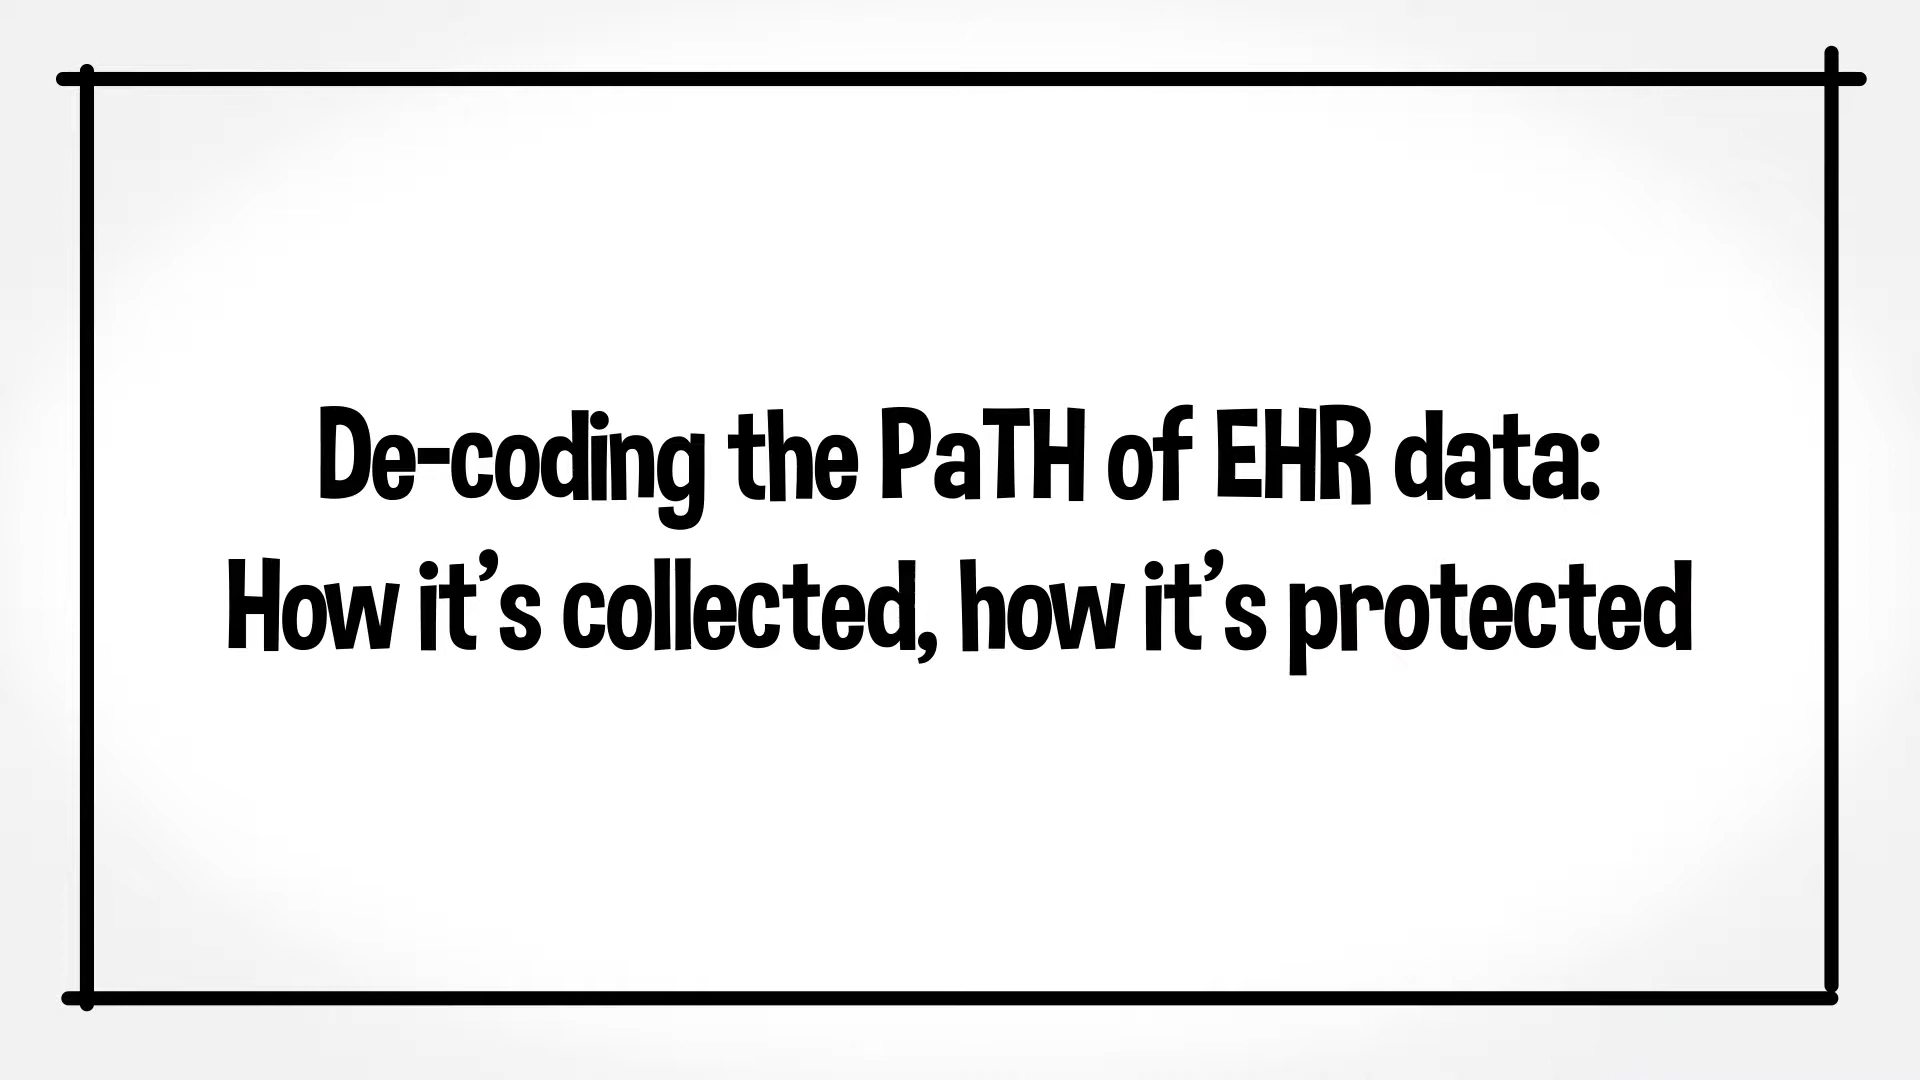 De-coding the PaTH of EHR data:
How it’s collected, how it’s protected